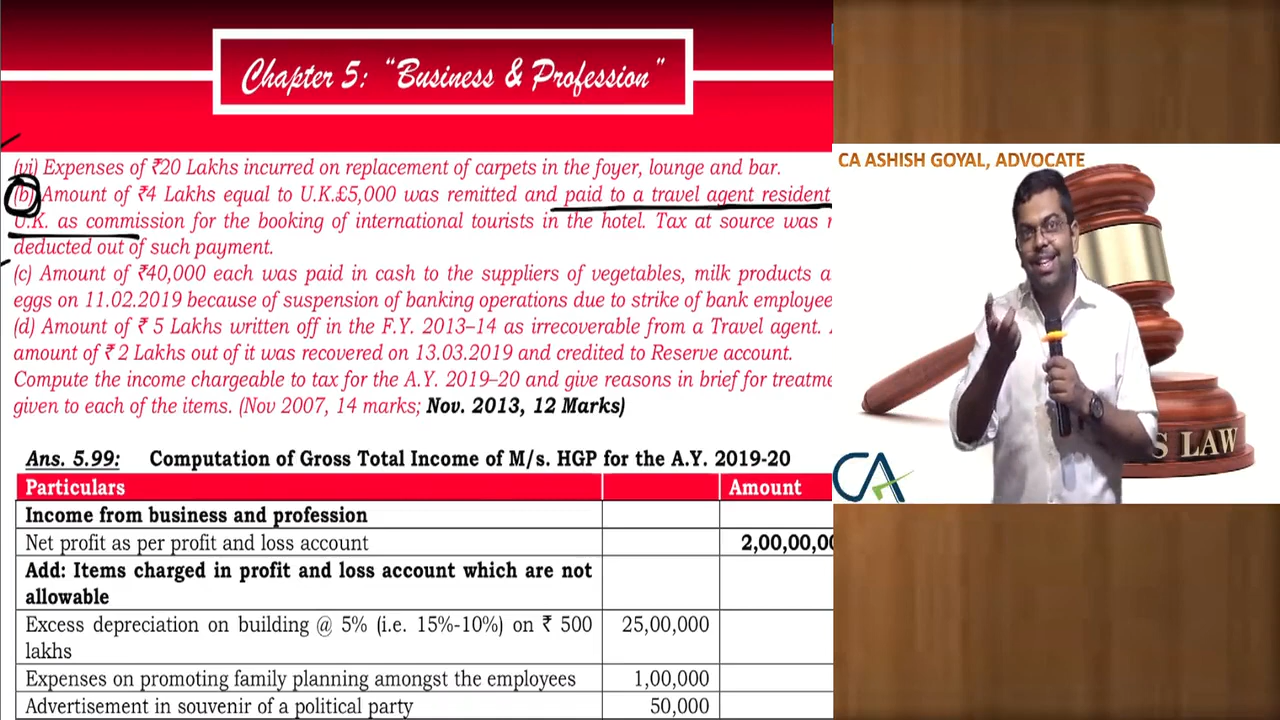 Chapter 5: "Business & Profession"
(vi) Expenses of ₹20 Lakhs incurred on replacement of carpets in the foyer, lounge and bar.
(b) Amount of ₹4 Lakhs equal to U.K.£5,000 was remitted and paid to a travel agent resident
U.K. as commission for the booking of international tourists in the hotel. Tax at source was
deducted out of such payment.
(c) Amount of ₹40,000 each was paid in cash to the suppliers of vegetables, milk products a
eggs on 11.02.2019 because of suspension of banking operations due to strike of bank employee
(d) Amount of ₹ 5 Lakhs written off in the F.Y. 2013–14 as irrecoverable from a Travel agent.
amount of ₹ 2 Lakhs out of it was recovered on 13.03.2019 and credited to Reserve account.
Compute the income chargeable to tax for the A.Y. 2019–20 and give reasons in brief for treatme
given to each of the items. (Nov 2007, 14 marks; Nov. 2013, 12 Marks)
Ans. 5.99: Computation of Gross Total Income of M/s. HGP for the A.Y. 2019-20
Particulars Amount
Income from business and profession
Net profit as per profit and loss account 2,00,00,00
Add: Items charged in profit and loss account which are not
allowable
Excess depreciation on building @ 5% (i.e. 15%-10%) on ₹ 500 25,00,000
lakhs
Expenses on promoting family planning amongst the employees 1,00,000
Advertisement in souvenir of a political party 50,000
CA ASHISH GOYAL, ADVOCATE
S LAW
CA